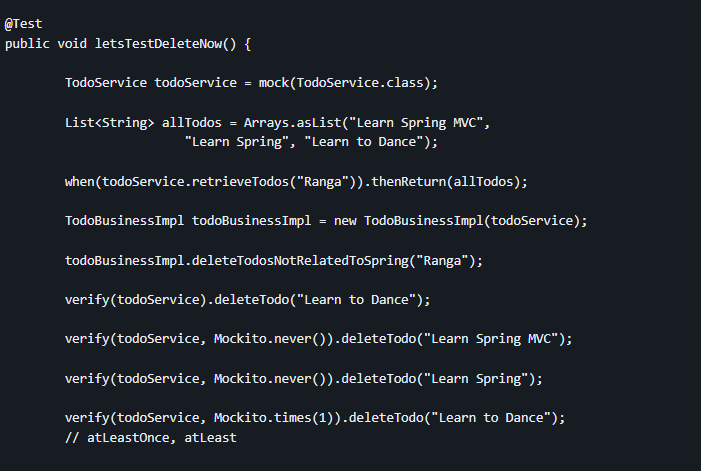 @Test
public void letsTestDeleteNow() {
TodoService todoService = mock(TodoService.class);
List<String> allTodos = Arrays.asList("Learn Spring MVC",
"Learn Spring", "Learn to Dance");
when(todoService.retrieveTodos("Ranga")).thenReturn(allTodos);
TodoBusinessImpl todoBusinessImpl = new TodoBusinessImpl(todoService);
todoBusinessImpl.deleteTodosNotRelatedToSpring("Ranga");
verify(todoService).deleteTodo("Learn to Dance");
verify(todoService, Mockito.never()).deleteTodo("Learn Spring MVC");
verify(todoService, Mockito.never()).deleteTodo("Learn Spring");
verify(todoService, Mockito.times(1)).deleteTodo("Learn to Dance");
// atLeastOnce, atLeast